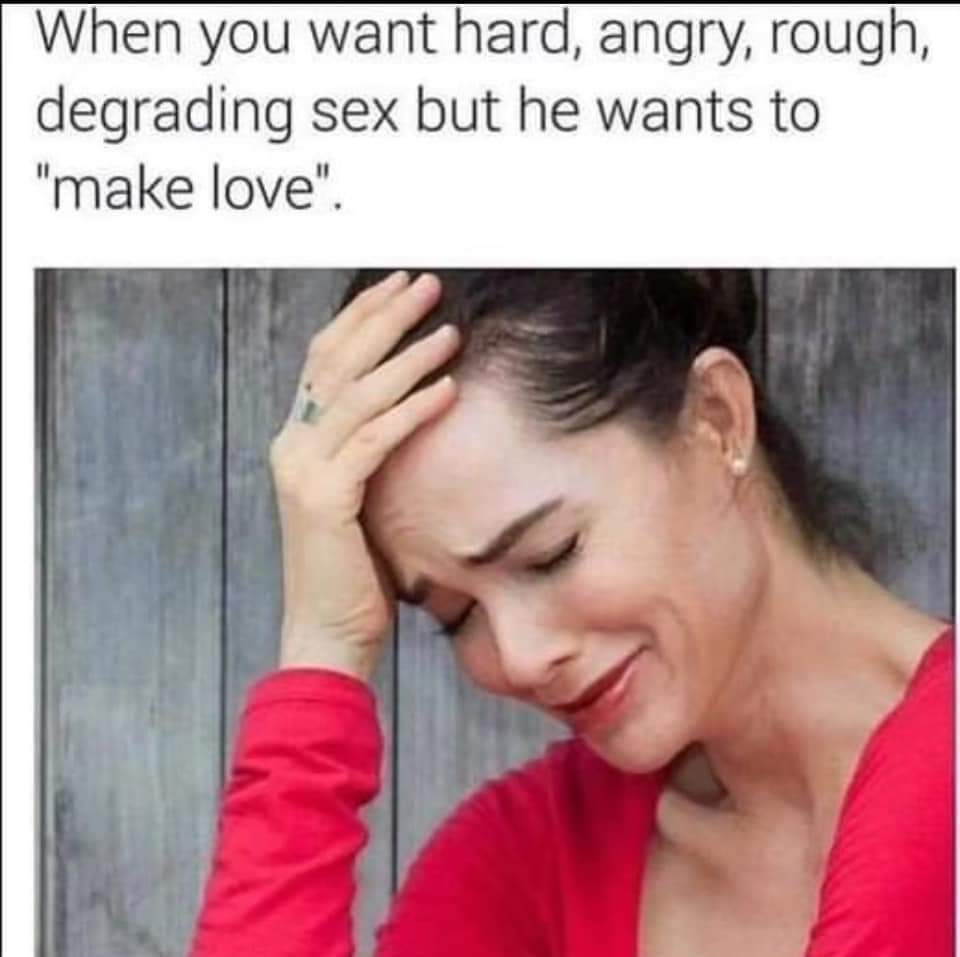 When you want hard, angry, rough,
degrading sex but he wants to
"make love".